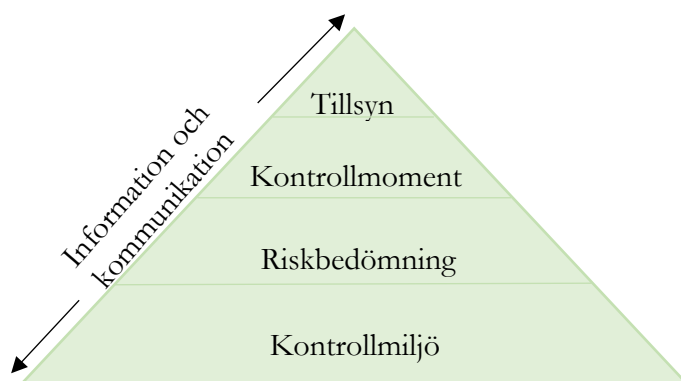 Information och
kommunikation
Tillsyn
Kontrollmoment
Riskbedömning
Kontrollmiljö